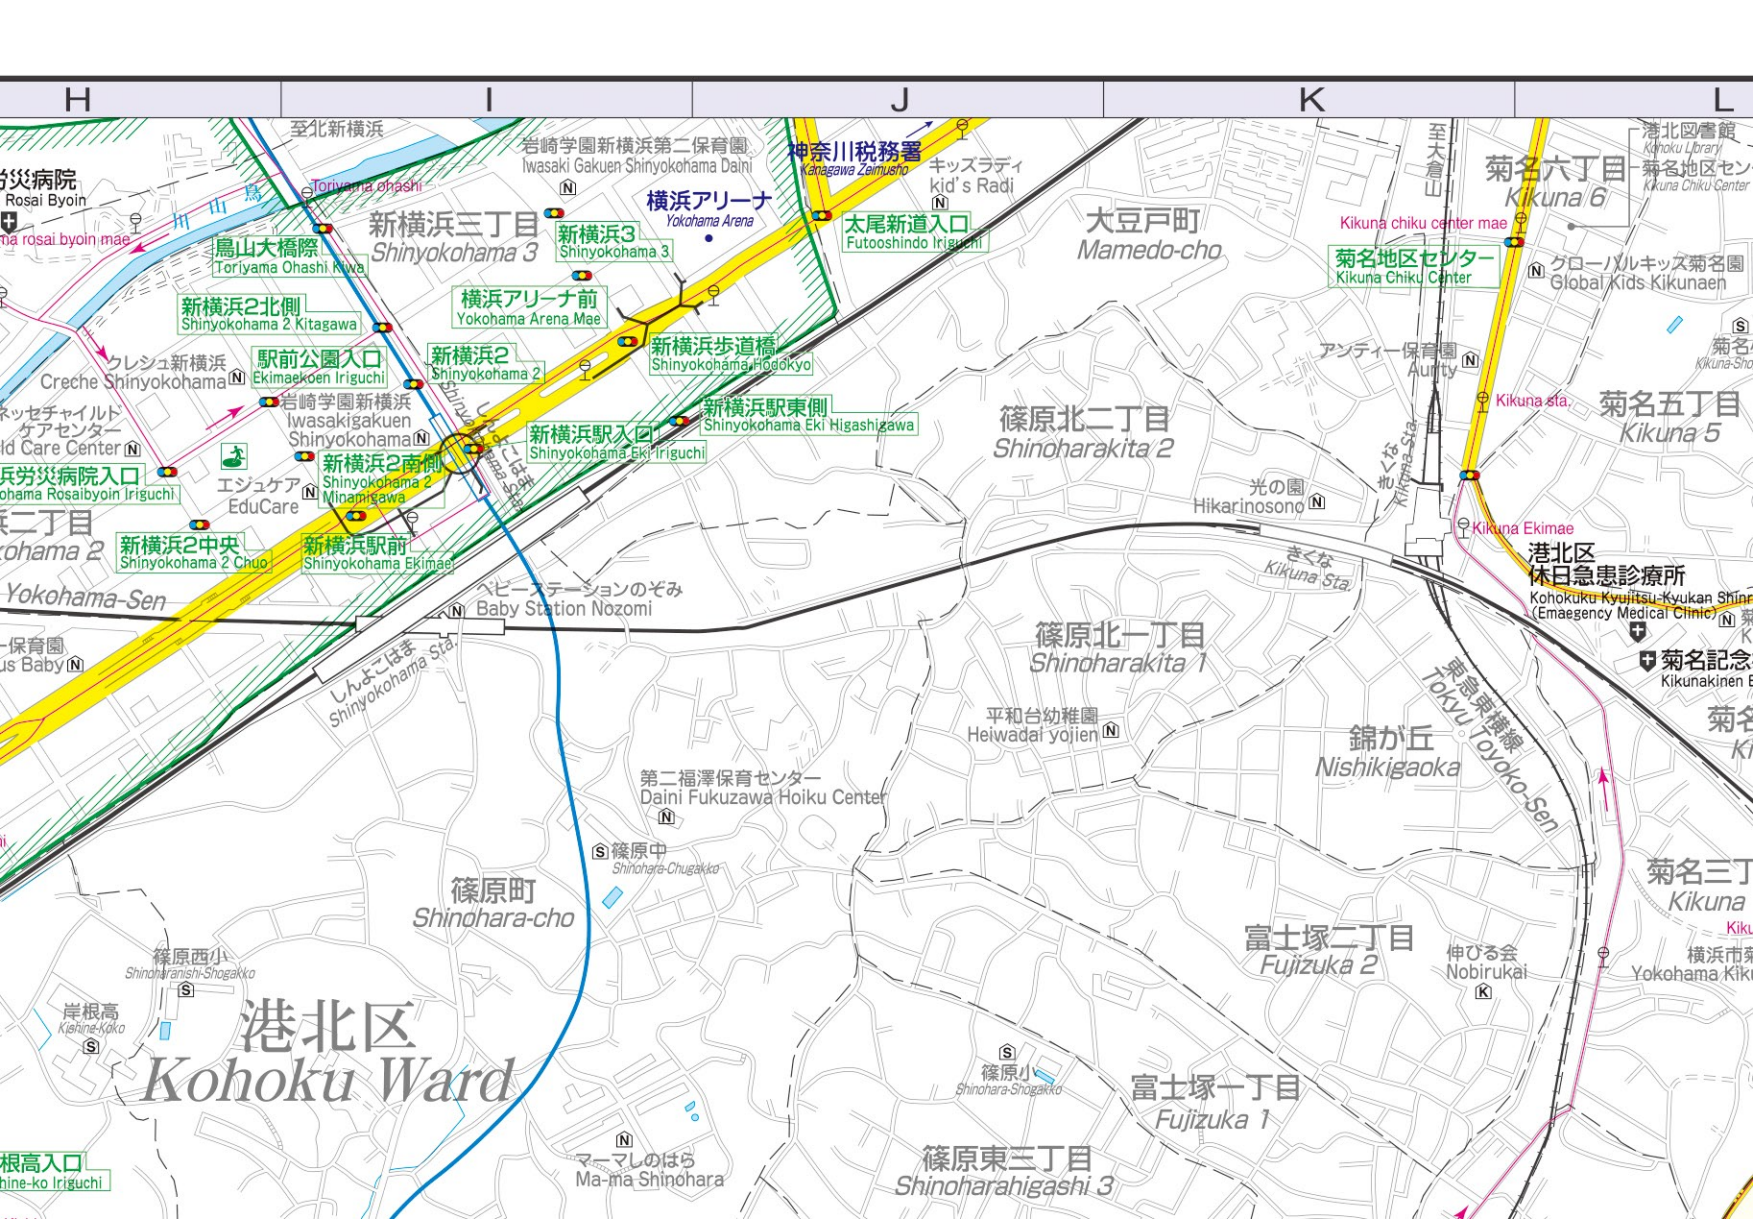 H
I
J
K
L
至北新横浜
岩崎学園新横浜第二保育園
Iwasaki Gakuen Shinyokohama Daini
神奈川税務署
Kanagawa Zeimusho
キッズラディ
kid's Radi
至大倉山
菊名六丁目
Kikuna 6
港北図書館
Kohoku Library
菊名地区セン
Kikuna Chiku Center
労災病院
Rosai Byoin
ma rosai byoin mae
鳥山川
Toriyama ohashi
鳥山大橋際
Toriyama Ohashi Kiwa
新横浜三丁目
Shinyokohama 3
新横浜3
Shinyokohama 3
横浜アリーナ
Yokohama Arena
太尾新道入口
Futooshindo Iriguchi
大豆戸町
Mamedo-cho
Kikuna chiku center mae
菊名地区センター
Kikuna Chiku Center
グローバルキッズ菊名園
Global Kids Kikunaen
新横浜2北側
Shinyokohama 2 Kitagawa
横浜アリーナ前
Yokohama Arena Mae
クレシュ新横浜
Creche Shinyokohama
駅前公園入口
Ekimaekoen Iriguchi
新横浜2
Shinyokohama 2
新横浜歩道橋
Shinyokohama Hodokyo
アンティー保育園
Aunty
Kikuna sta.
菊名五丁目
Kikuna 5
ネッセチャイルド
ケアセンター
ld Care Center
岩崎学園新横浜
Iwasakigakuen
Shinyokohama
しんよこはま
Shinyokohama Sta.
新横浜駅入口
Shinyokohama Eki Iriguchi
新横浜駅東側
Shinyokohama Eki Higashigawa
篠原北二丁目
Shinoharakita 2
きくな
Kikuna Sta.
浜労災病院入口
ohama Rosaibyoin Iriguchi
エジュケア
EduCare
新横浜2南側
Shinyokohama 2
Minamigawa
光の園
Hikarinosono
Kikuna Ekimae
浜二丁目
kohama 2
新横浜2中央
Shinyokohama 2 Chuo
新横浜駅前
Shinyokohama Ekimae
きくな
Kikuna Sta.
港北区
休日急患診療所
Kohokuku Kyujitsu-Kyukan Shinr
(Emaegency Medical Clinic)
Yokohama-Sen
ベビーステーションのぞみ
Baby Station Nozomi
ー保育園
us Baby
しんよこはま
Shinyokohama Sta.
篠原北一丁目
Shinoharakita 1
菊名記念
Kikunakinen
東急東横線
Tokyu Toyoko-Sen
平和台幼稚園
Heiwadai yojien
錦が丘
Nishikigaoka
第二福澤保育センター
Daini Fukuzawa Hoiku Center
篠原中
Shinohara-Chugakko
篠原町
Shinohara-cho
菊名三丁
Kikuna
富士塚二丁目
Fujizuka 2
伸びる会
Nobirukai
横浜市菊
Yokohama Kiku
篠原西小
Shinoharanishi-Shogakko
岸根高
Kishine-Koko
港北区
Kohoku Ward
篠原小
Shinohara-Shogakko
富士塚一丁目
Fujizuka 1
根高入口
hine-ko Iriguchi
マーマしのはら
Ma-ma Shinohara
篠原東三丁目
Shinoharahigashi 3